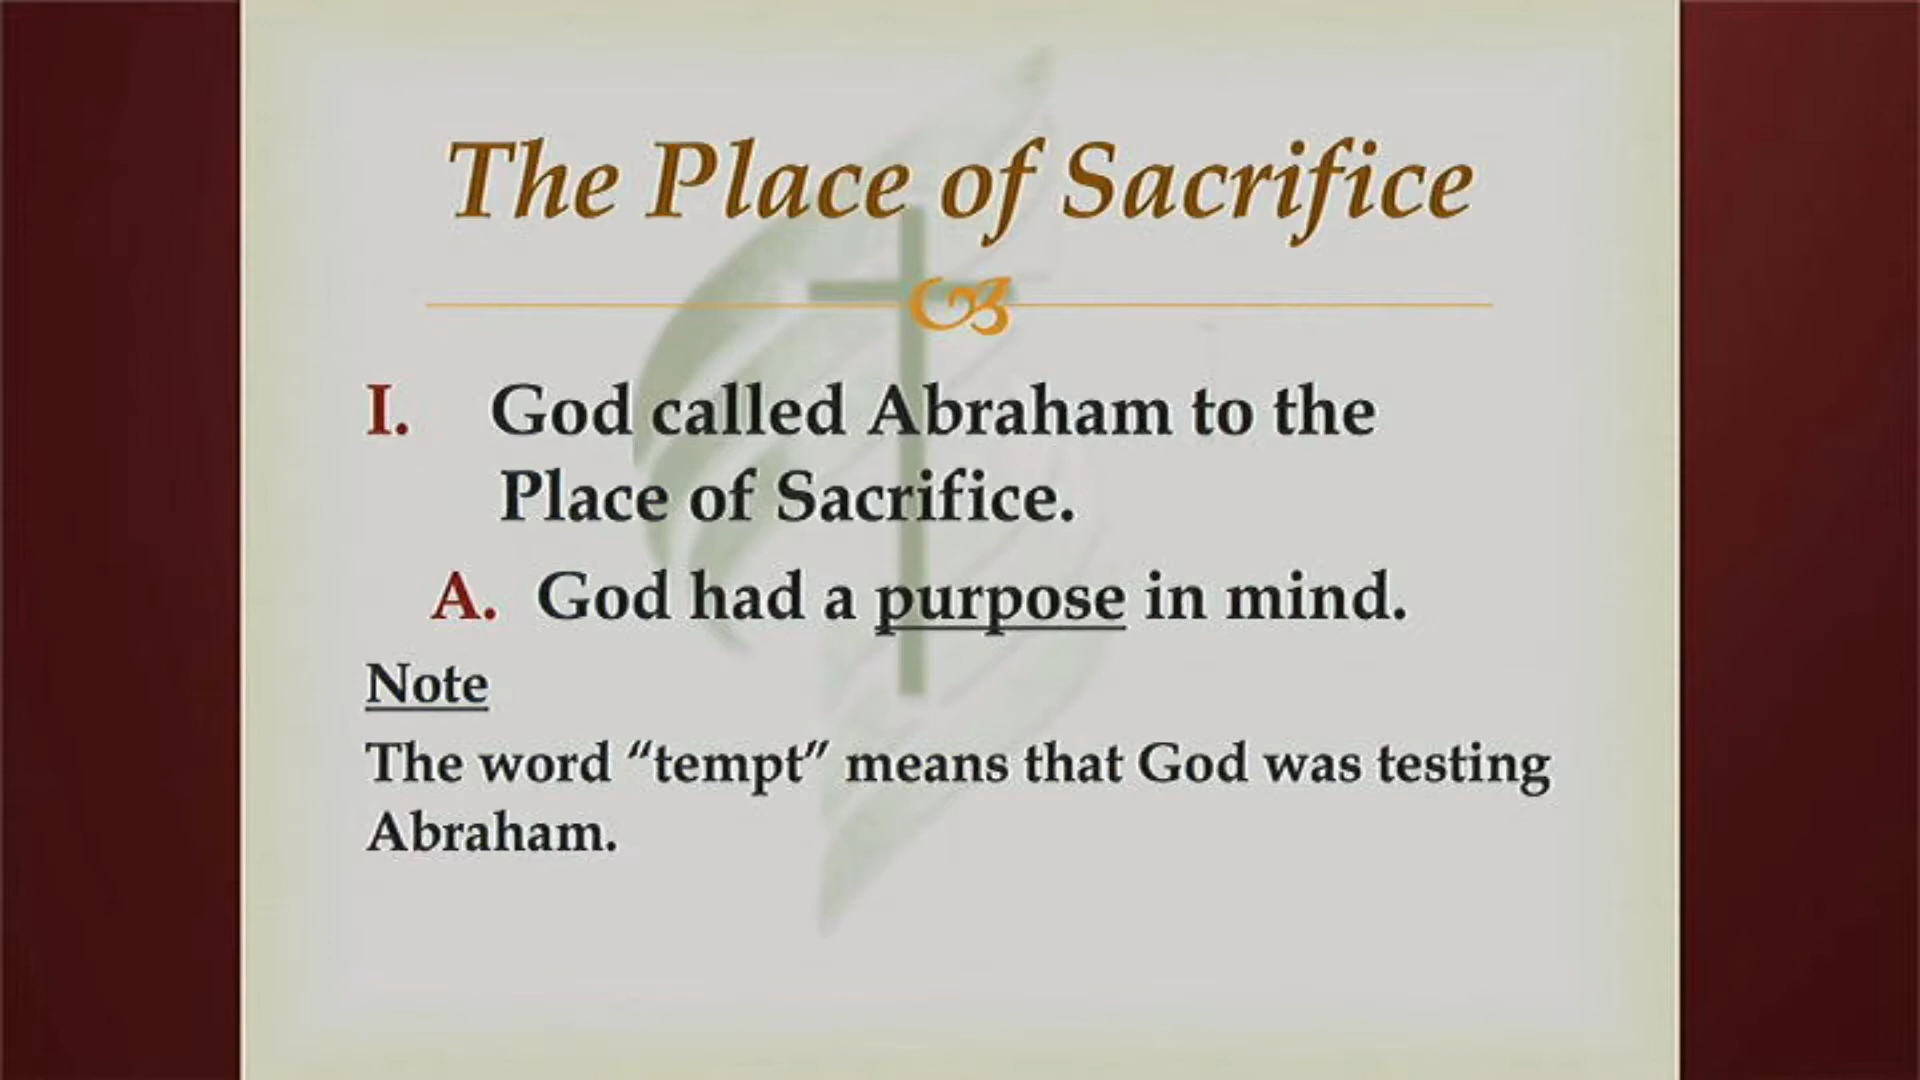 The Place of Sacrifice
I. God called Abraham to the
Place of Sacrifice.
A. God had a purpose in mind.
Note
The word “tempt” means that God was testing
Abraham.